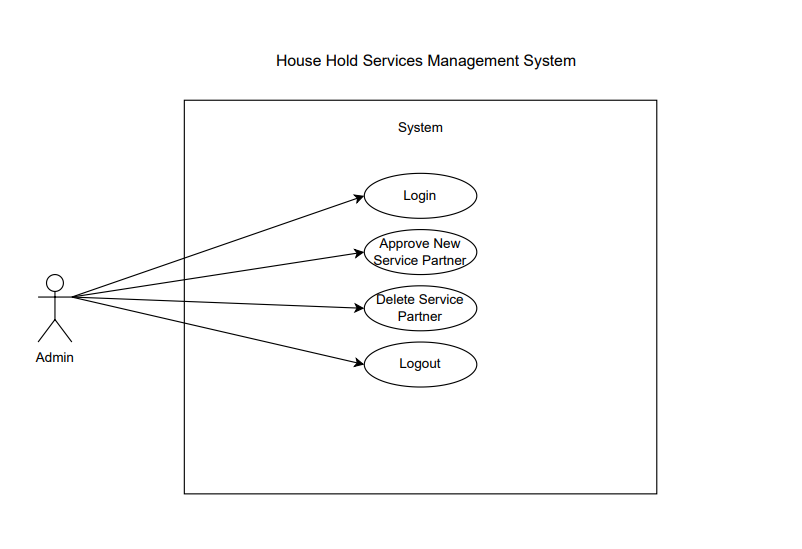 House Hold Services Management System
System
Login
Approve New
Service Partner
Delete Service
Partner
Logout
Admin